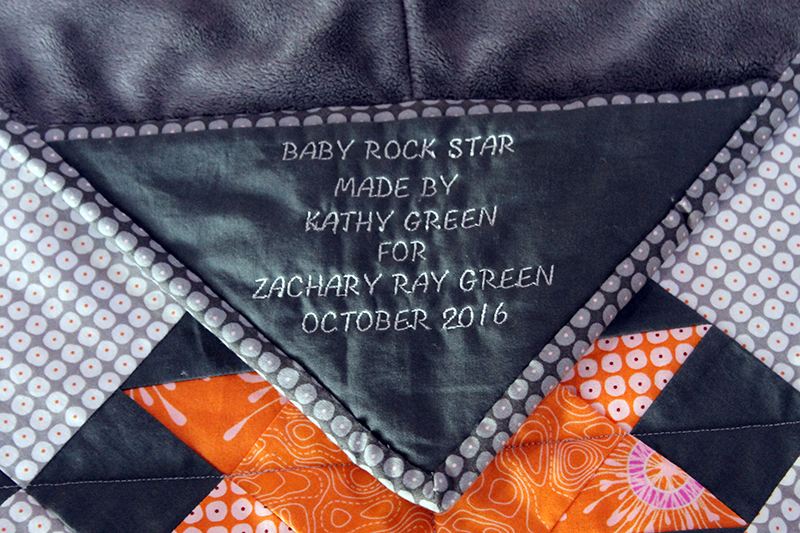 BABY ROCK STAR
MADE BY
KATHY GREEN
FOR
ZACHARY RAY GREEN
OCTOBER 2016